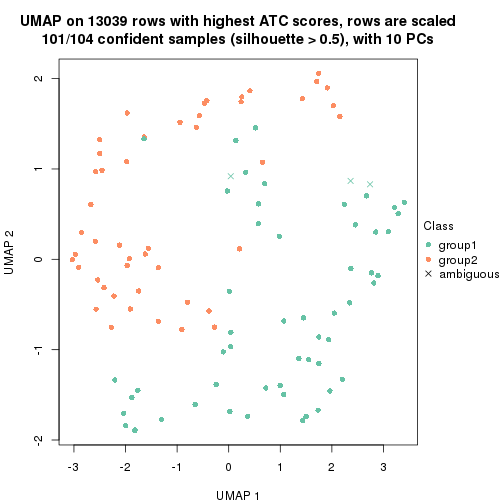 UMAP on 13039 rows with highest ATC scores, rows are scaled
101/104 confident samples (silhouette > 0.5), with 10 PCs
2
1
0
-1
-2
UMAP 2
-3
-2
-1
0
1
2
3
UMAP 1
Class
group1
group2
ambiguous